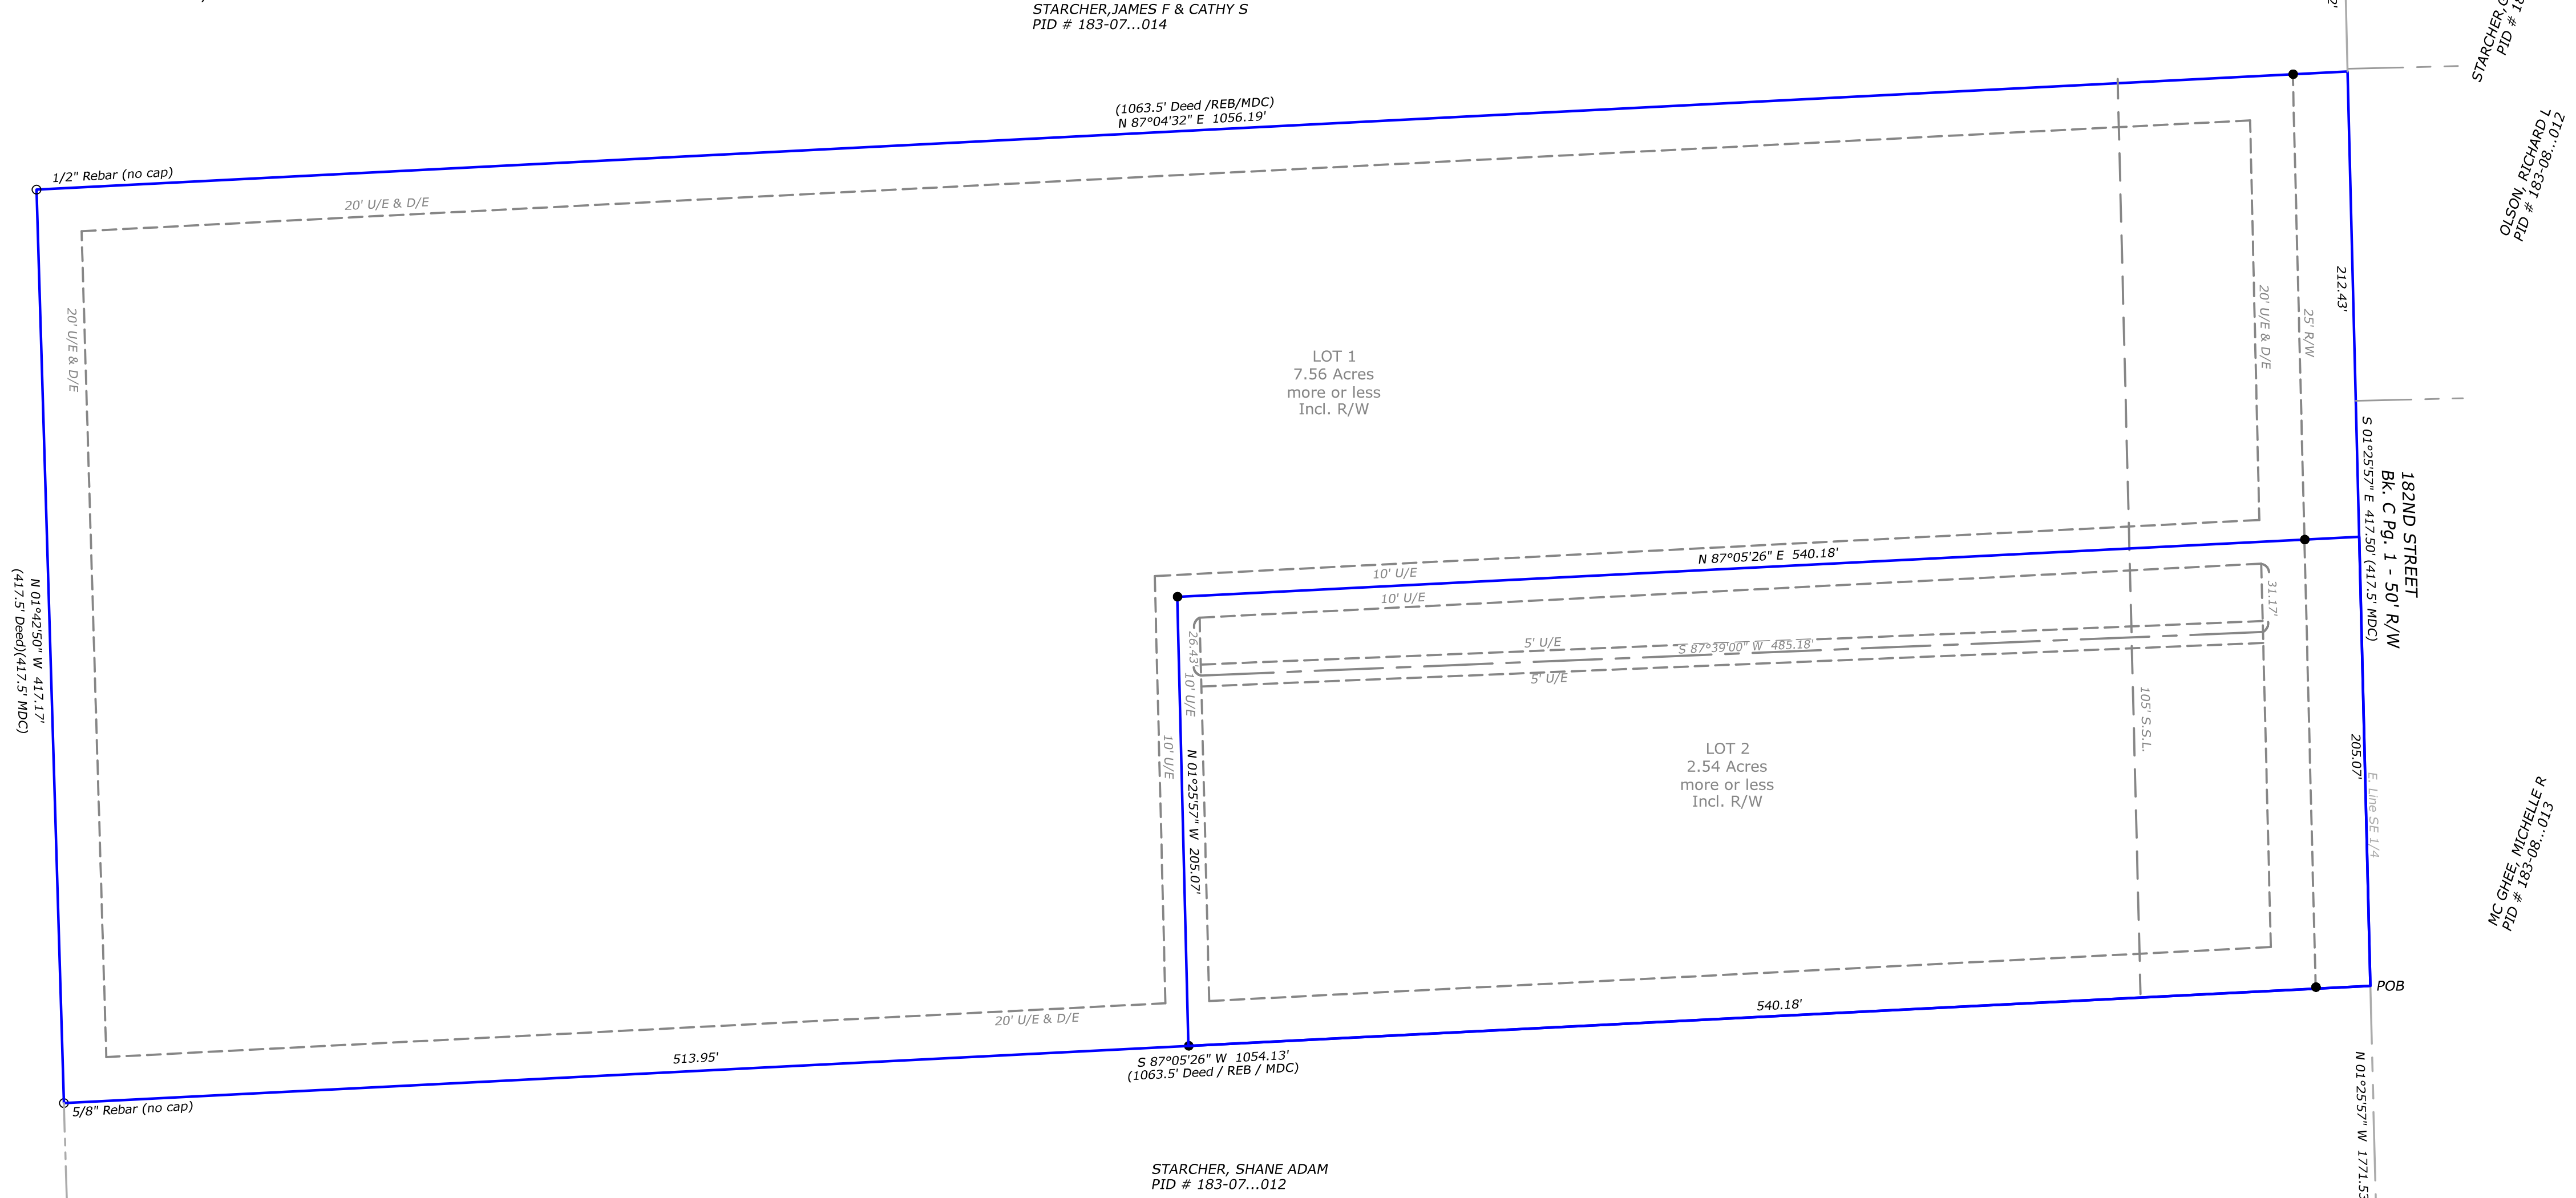 STARCHER,JAMES F & CATHY S
PID # 183-07...014
2'
PID # 18
(1063.5' Deed /REB/MDC)
N 87°04'32" E 1056.19'
1/2" Rebar (no cap)
20' U/E & D/E
20' U/E & D/E
OLSON, RICHARD L
PID # 183-08...012
212.43'
20' U/E & D/E
25' R/W
LOT 1
7.56 Acres
more or less
Incl. R/W
S 01°25'57" E 417.50' (417.5' MDC)
182ND STREET
Bk. C Pg. 1 - 50' R/W
N 87°05'26" E 540.18'
10' U/E
10' U/E
31.17'
26.43'
5' U/E
S 87°39'00" W 485.18'
5' U/E
10' U/E
10' U/E
N 01°42'50" W 417.17'
(417.5' Deed)(417.5' MDC)
105' S.S.L.
N 01°25'57" W 205.07'
LOT 2
2.54 Acres
more or less
Incl. R/W
205.07'
E. Line SE 1/4
MC GHEE, MICHELLE R
PID # 183-08...013
POB
540.18'
20' U/E & D/E
513.95'
S 87°05'26" W 1054.13'
(1063.5' Deed / REB / MDC)
5/8" Rebar (no cap)
N 01°25'57" W 1771.53
STARCHER, SHANE ADAM
PID # 183-07...012